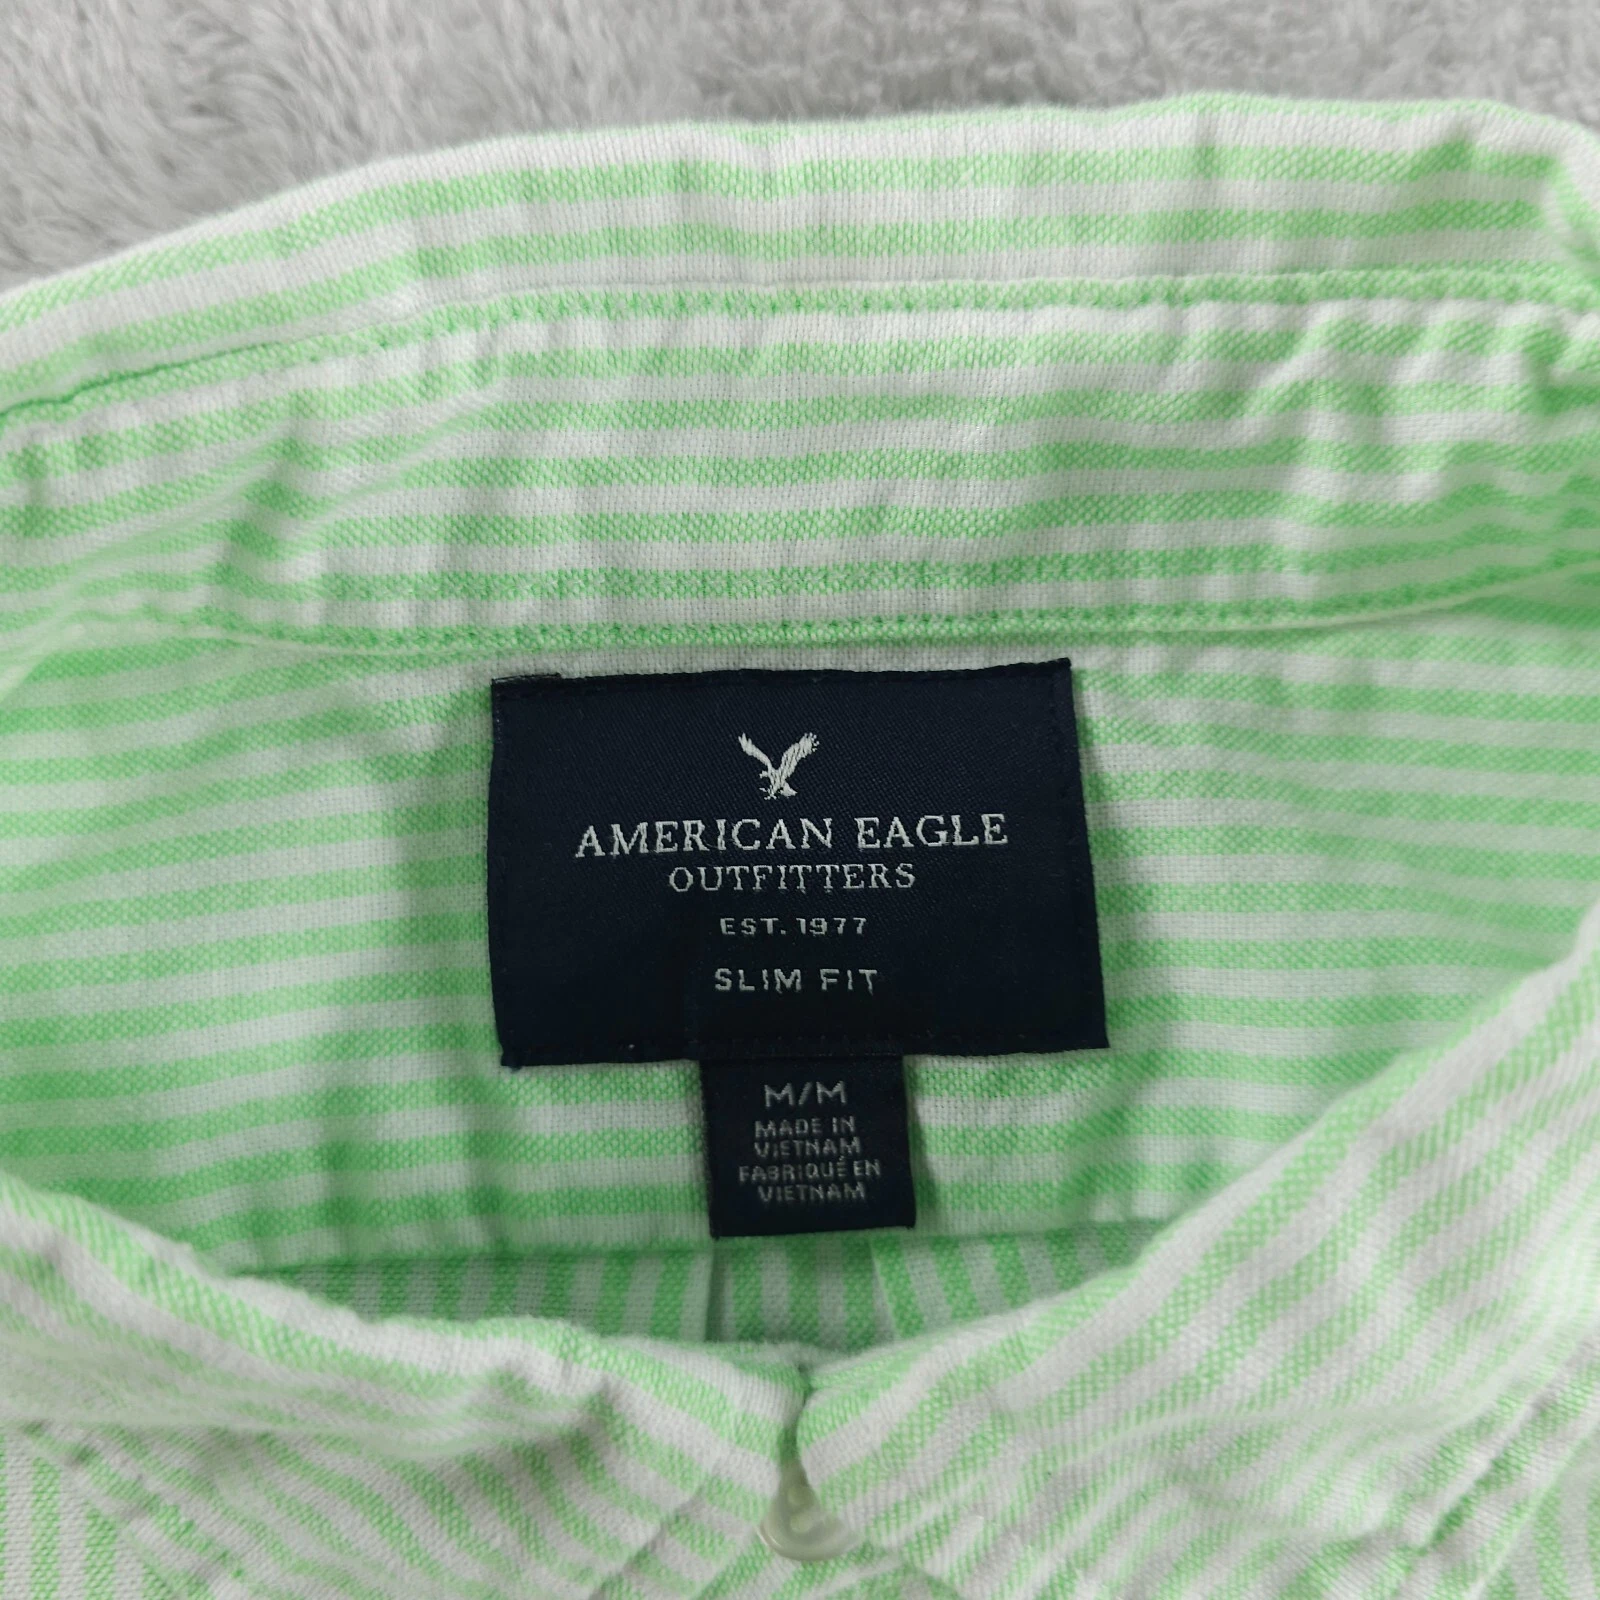 AMERICAN EAGLE
OUTFITTERS
EST. 1977
SLIM FIT
M/M
MADE IN
VIETNAM
FABRIQUÉ EN
VIETNAM